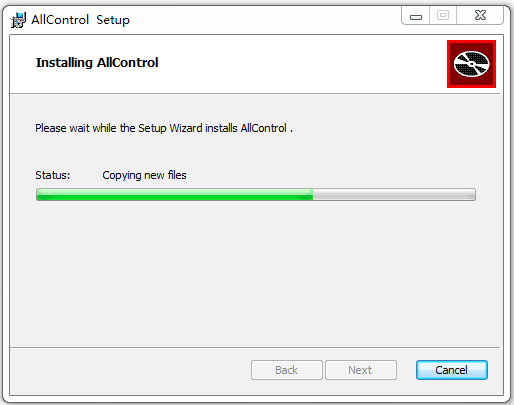 AllControl Setup
Installing AllControl
Please wait while the Setup Wizard installs AllControl .
Status: Copying new files
Back Next Cancel